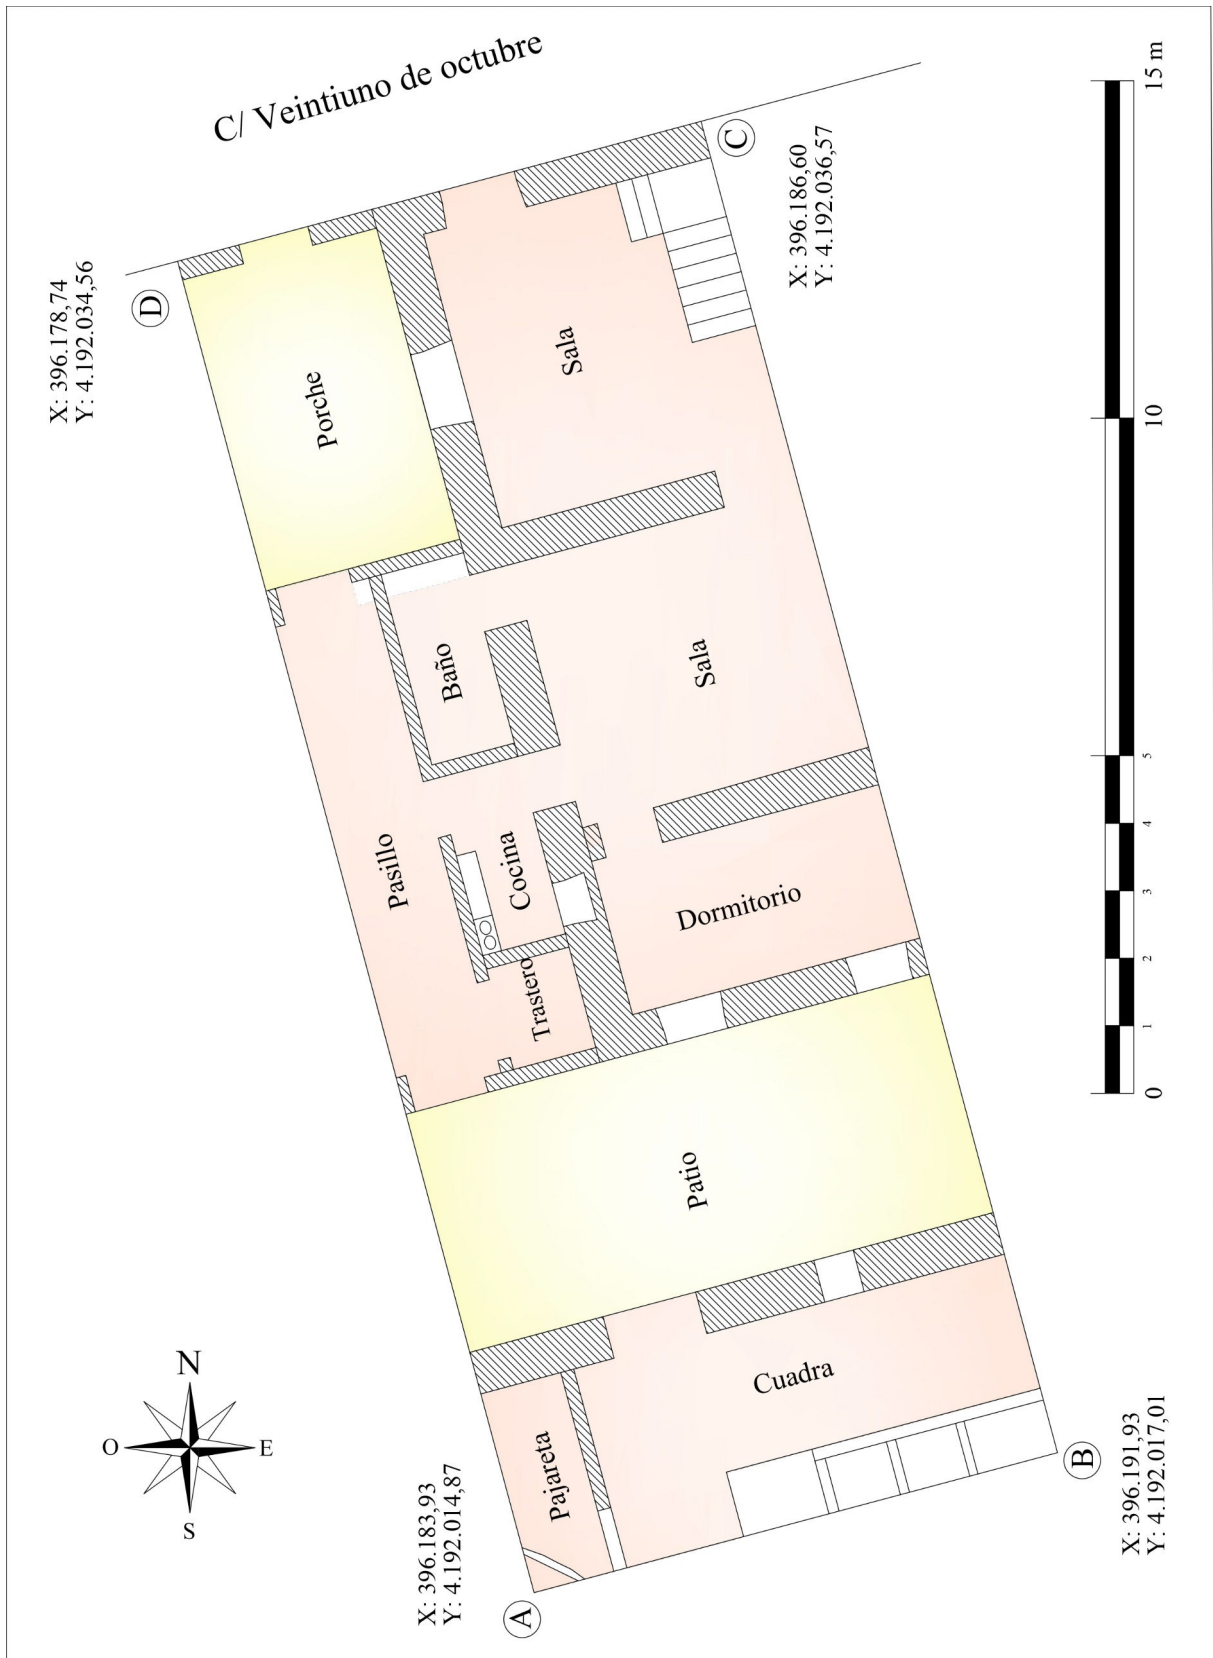 C/ Veintiuno de octubre
X: 396.178,74
Y: 4.192.034,56
D
C
X: 396.186,60
Y: 4.192.036,57
Porche
Sala
Baño
Sala
Pasillo
Cocina
Dormitorio
Trastero
Patio
Cuadra
Pajareta
X: 396.183,93
Y: 4.192.014,87
A
B
X: 396.191,93
Y: 4.192.017,01
N
O
E
S
0
1
2
3
4
5
10
15 m